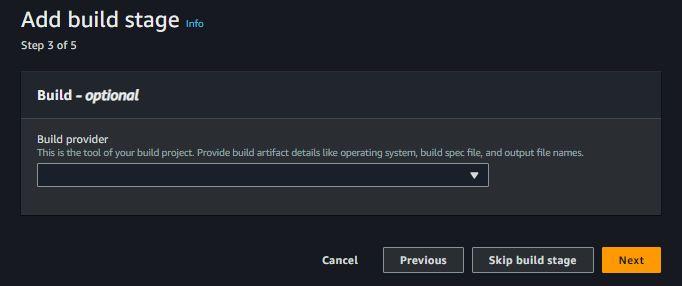 Add build stage Info
Step 3 of 5
Build - optional
Build provider
This is the tool of your build project. Provide build artifact details like operating system, build spec file, and output file names.
Cancel
Previous
Skip build stage
Next